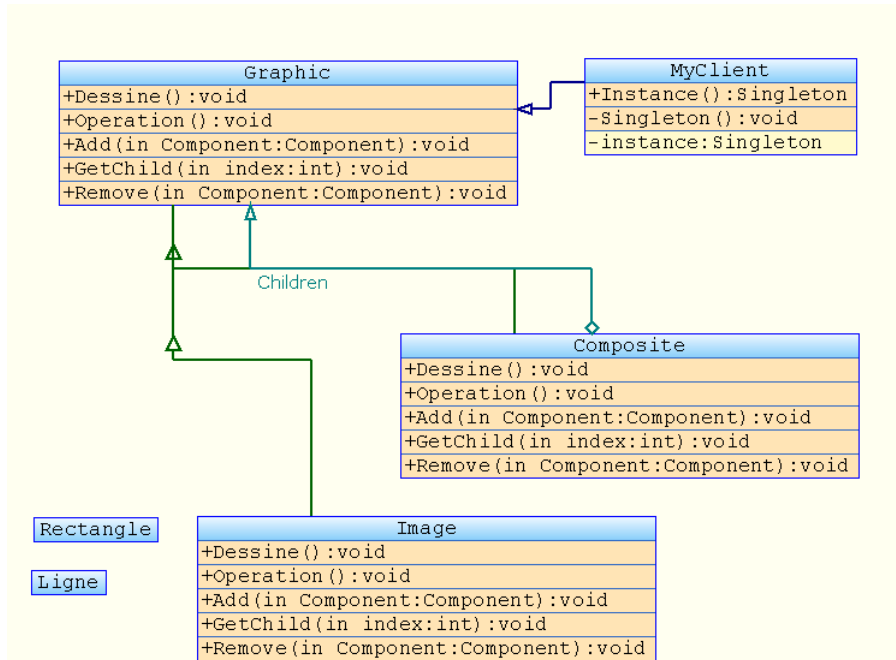 Graphic
+Dessine():void
+Operation():void
+Add(in Component:Component):void
+GetChild(in index:int):void
+Remove(in Component:Component):void
MyClient
+Instance():Singleton
-Singleton():void
-instance:Singleton
Children
Composite
+Dessine():void
+Operation():void
+Add(in Component:Component):void
+GetChild(in index:int):void
+Remove(in Component:Component):void
Rectangle
Ligne
Image
+Dessine():void
+Operation():void
+Add(in Component:Component):void
+GetChild(in index:int):void
+Remove(in Component:Component):void